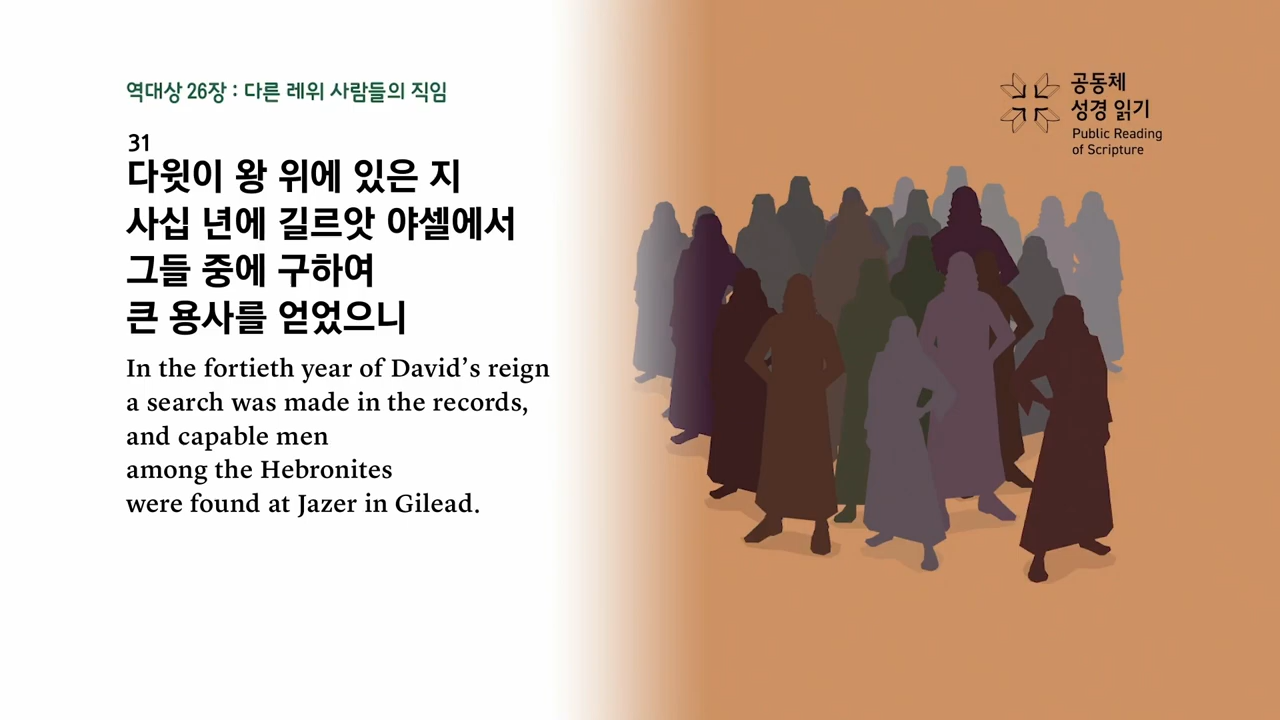 역대상 26장 : 다른 레위 사람들의 직임
31
다윗이 왕 위에 있은 지
사십 년에 길르앗 야셀에서
그들 중에 구하여
큰 용사를 얻었으니
In the fortieth year of David’s reign
a search was made in the records,
and capable men
among the Hebronites
were found at Jazer in Gilead.
공동체
성경 읽기
Public Reading
of Scripture